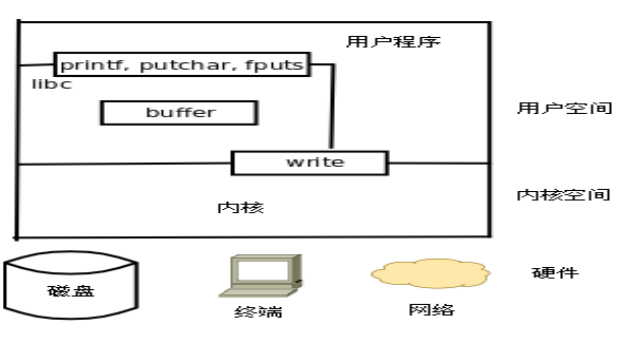 用户程序
printf, putchar, fputs
libc
buffer
用户空间
write
内核空间
内核
磁盘
终端
网络
硬件